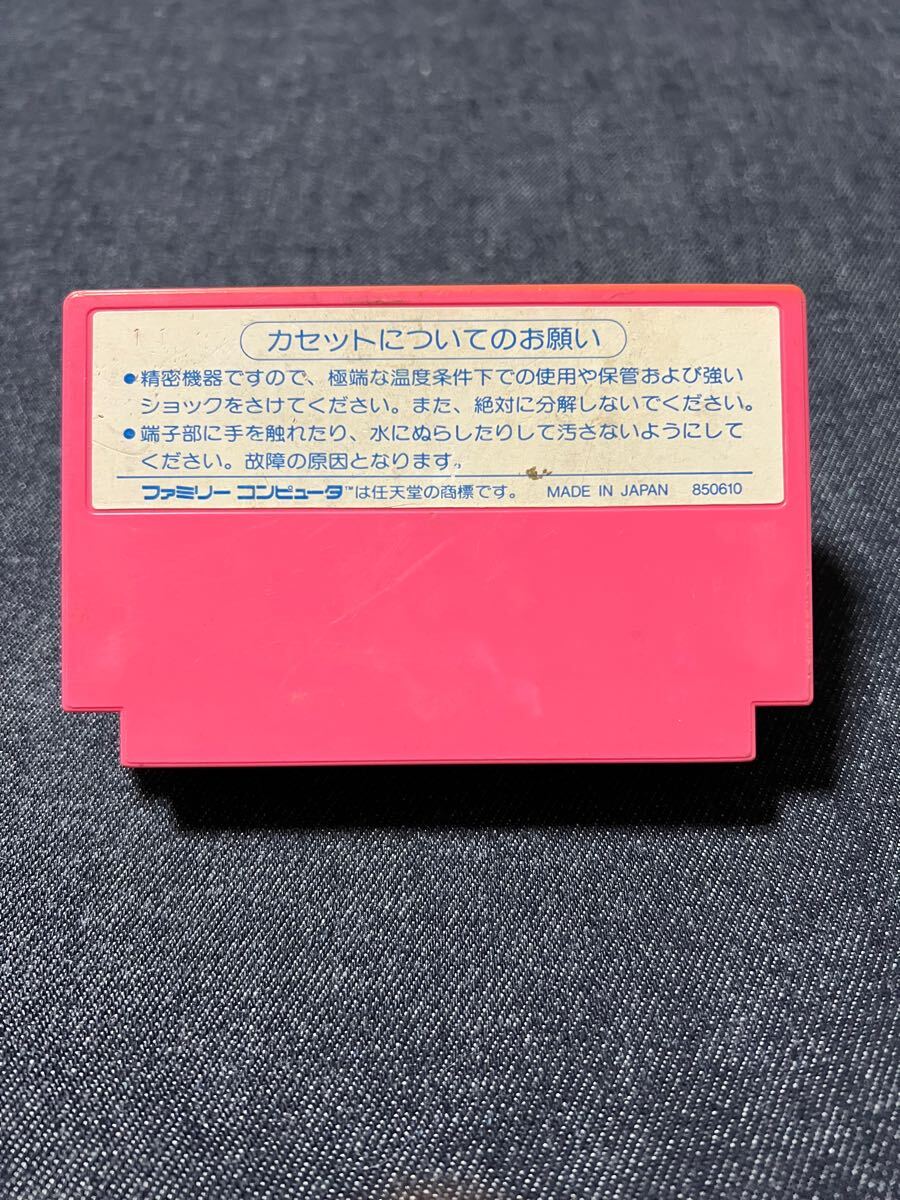 カセットについてのお願い
●精密機器ですので、極端な温度条件下での使用や保管および強い
ショックをさけてください。また、絶対に分解しないでください。
●端子部に手を触れたり、水にぬらしたりして汚さないようにして
ください。故障の原因となります。
ファミリー コンピュータ™は任天堂の商標です。 MADE IN JAPAN 850610